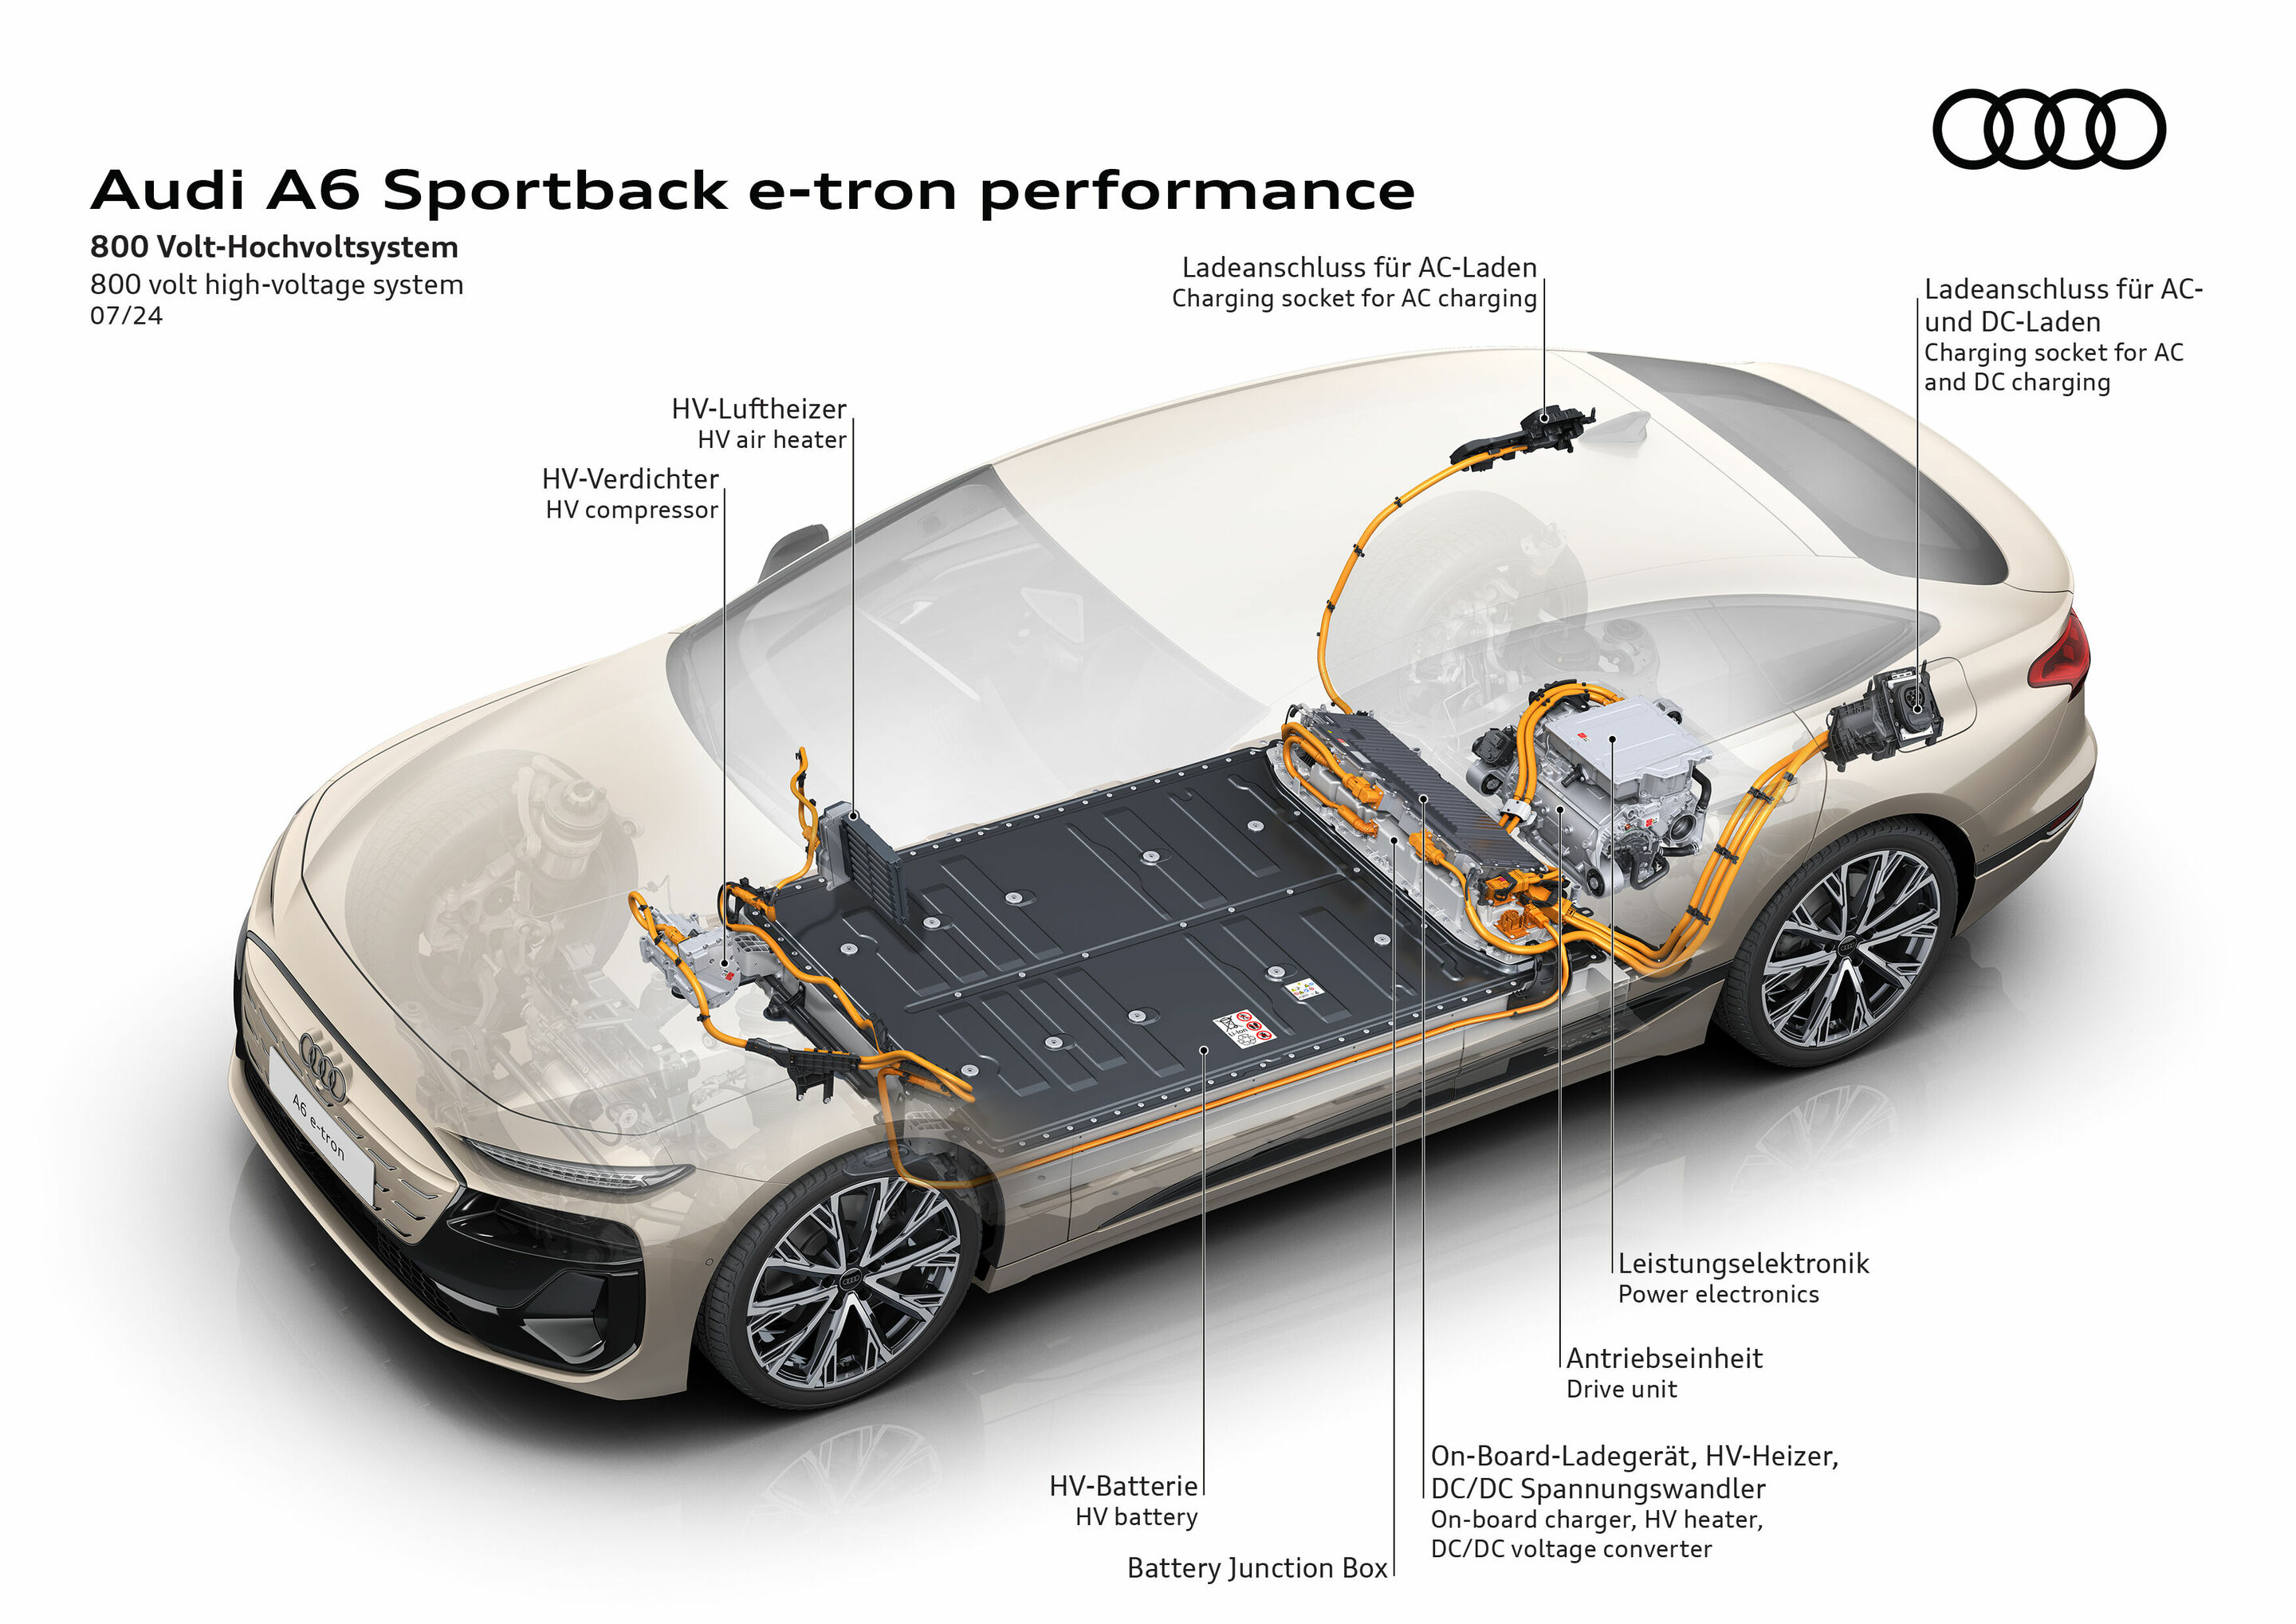 Audi A6 Sportback e-tron performance
800 Volt-Hochvoltsystem
800 volt high-voltage system
07/24
Ladeanschluss für AC-Laden
Charging socket for AC charging
Ladeanschluss für AC-
und DC-Laden
Charging socket for AC
and DC charging
HV-Luftheizer
HV air heater
HV-Verdichter
HV compressor
A6 e-tron
Li-Ion
Leistungselektronik
Power electronics
Antriebseinheit
Drive unit
On-Board-Ladegerät, HV-Heizer,
DC/DC Spannungswandler
On-board charger, HV heater,
DC/DC voltage converter
HV-Batterie
HV battery
Battery Junction Box